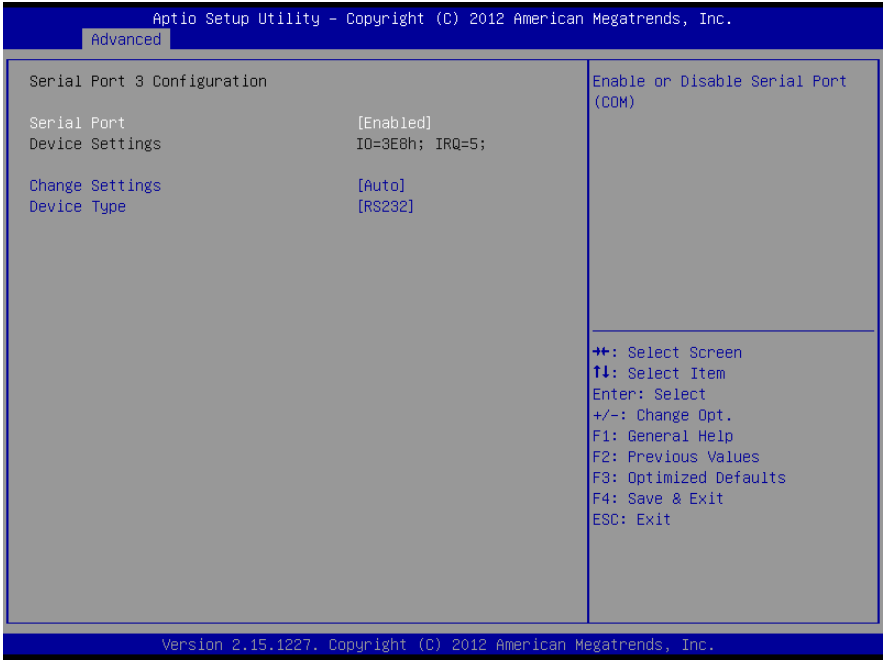 Aptio Setup Utility – Copyright (C) 2012 American Megatrends, Inc.
Advanced
Serial Port 3 Configuration
Serial Port [Enabled]
Device Settings IO=3E8h; IRQ=5;
Change Settings [Auto]
Device Type [RS232]
Enable or Disable Serial Port
(COM)
→←: Select Screen
↑↓: Select Item
Enter: Select
+/-: Change Opt.
F1: General Help
F2: Previous Values
F3: Optimized Defaults
F4: Save & Exit
ESC: Exit
Version 2.15.1227. Copyright (C) 2012 American Megatrends, Inc.